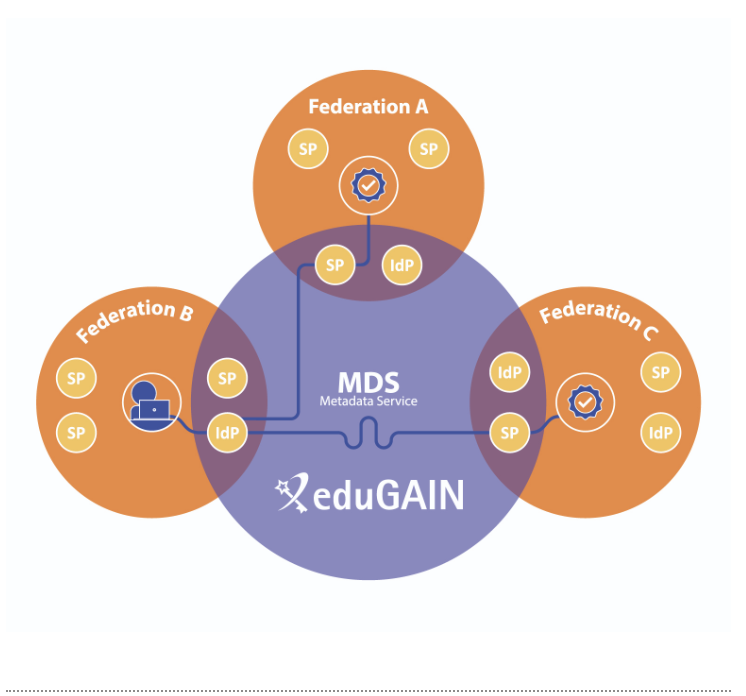 Federation A
SP
SP
SP
IdP
Federation B
SP
SP
SP
IdP
MDS
Metadata Service
eduGAIN
Federation C
IdP
SP
SP
IdP